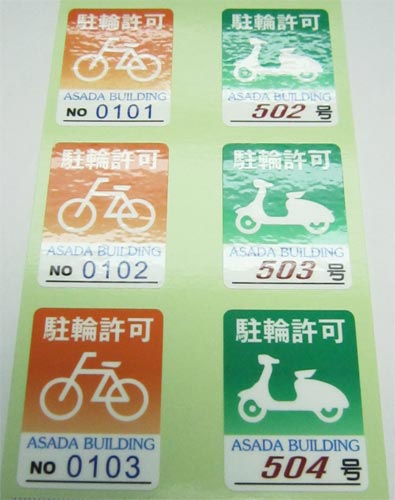 駐輪許可
ASADA BUILDING
NO 0101
駐輪許可
ASADA BUILDING
502 号
駐輪許可
ASADA BUILDING
NO 0102
駐輪許可
ASADA BUILDING
503 号
駐輪許可
ASADA BUILDING
NO 0103
駐輪許可
ASADA BUILDING
504 号